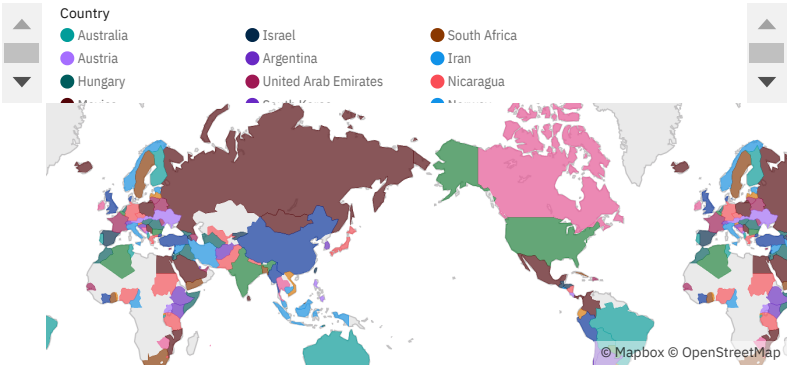 Country
Australia Israel South Africa
Austria Argentina Iran
Hungary United Arab Emirates Nicaragua
© Mapbox © OpenStreetMap